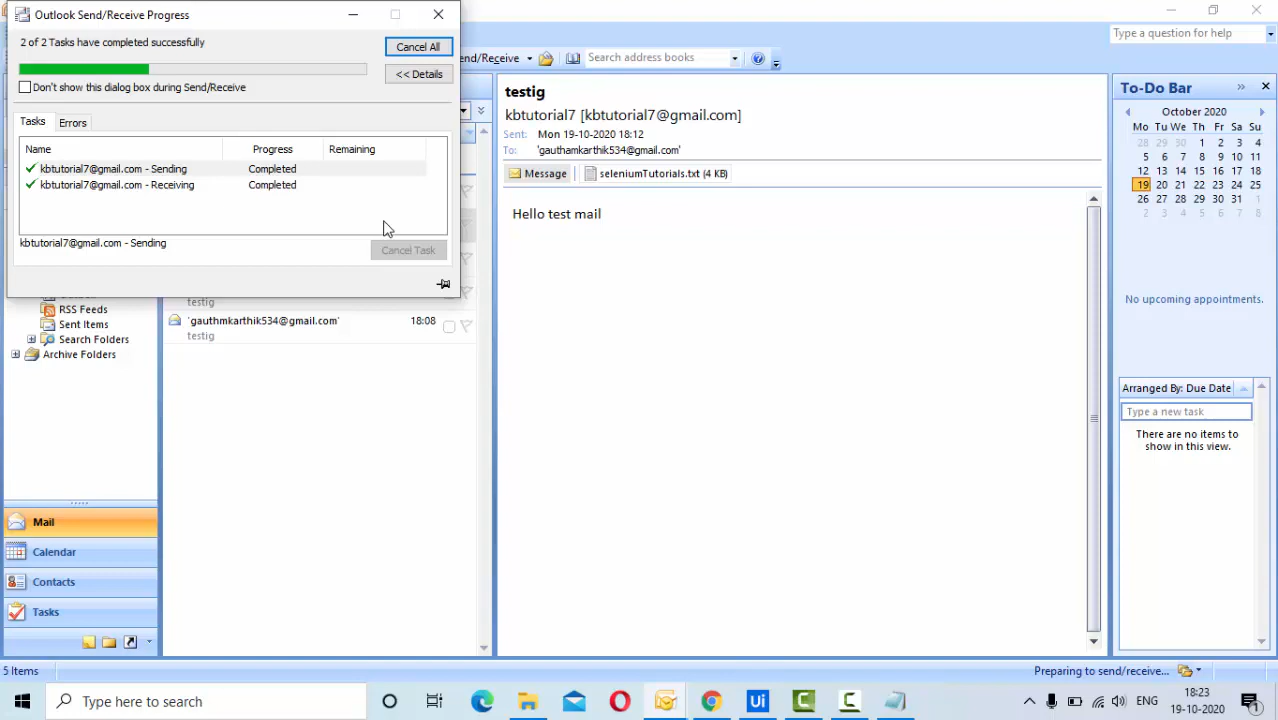 Outlook Send/Receive Progress
2 of 2 Tasks have completed successfully
Cancel All
<< Details
Don't show this dialog box during Send/Receive
Tasks
Errors
Name
Progress
Remaining
kbtutorial7@gmail.com - Sending
Completed
kbtutorial7@gmail.com - Receiving
Completed
kbtutorial7@gmail.com - Sending
Cancel Task
Type a question for help
end/Receive
Search address books
RSS Feeds
Sent Items
Search Folders
Archive Folders
testig
'gauthmkarthik534@gmail.com'
18:08
testig
testig
kbtutorial7 [kbtutorial7@gmail.com]
Sent:
Mon 19-10-2020 18:12
To:
'gauthamkarthik534@gmail.com'
Message
seleniumTutorials.txt (4 KB)
Hello test mail
To-Do Bar
»
October 2020
Mo Tu We Th Fr Sa Su
28 29 30 1 2 3 4
5 6 7 8 9 10 11
12 13 14 15 16 17 18
19 20 21 22 23 24 25
26 27 28 29 30 31 1
2 3 4 5 6 7 8
No upcoming appointments.
Arranged By: Due Date
Type a new task
There are no items to
show in this view.
Mail
Calendar
Contacts
Tasks
5 Items
Preparing to send/receive...
Type here to search
Ui
C
C
ENG
18:23
19-10-2020
1